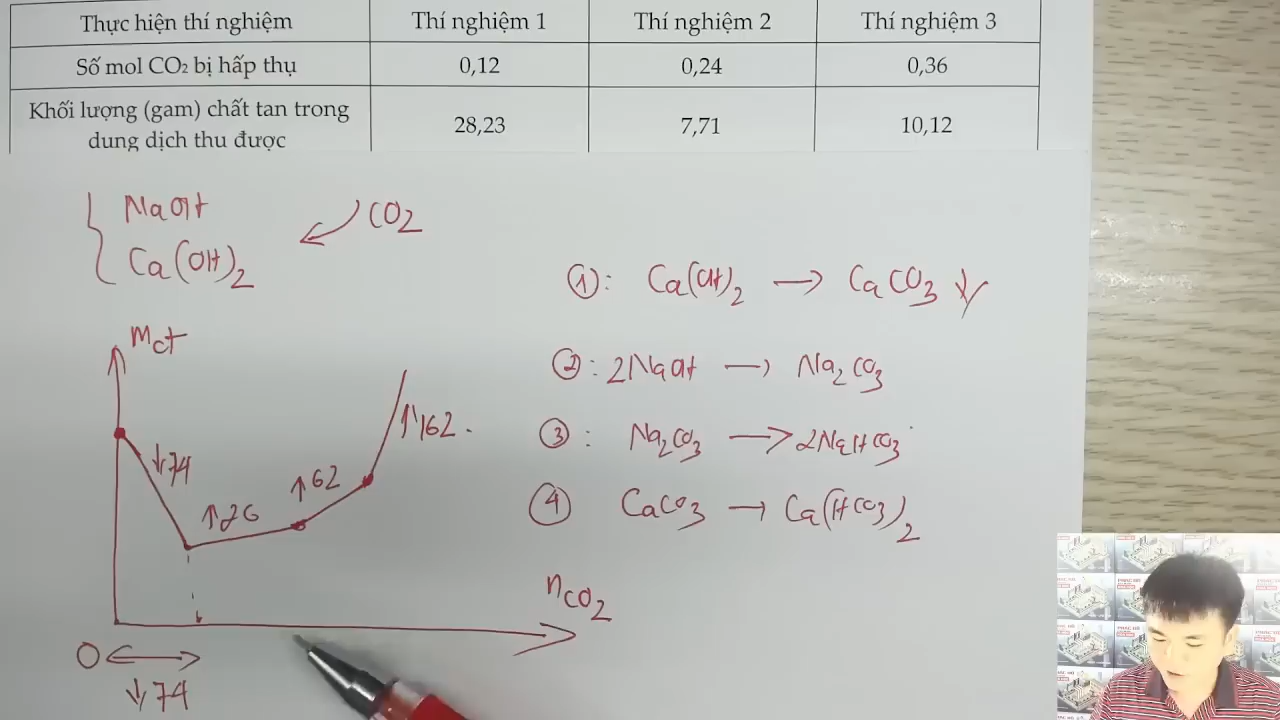 Thực hiện thí nghiệm Thí nghiệm 1 Thí nghiệm 2 Thí nghiệm 3
Số mol CO₂ bị hấp thụ 0,12 0,24 0,36
Khối lượng (gam) chất tan trong
dung dịch thu được 28,23 7,71 10,12
NaOH
CO2
Ca(OH)2
①: Ca(OH)2 → CaCO3 ↓
mct
②: 2NaOH → Na2CO3
↑162.
③: Na2CO3 → 2NaHCO3
↓74
↑62
↑26
④ CaCO3 → Ca(HCO3)2
nCO2
O
↓74